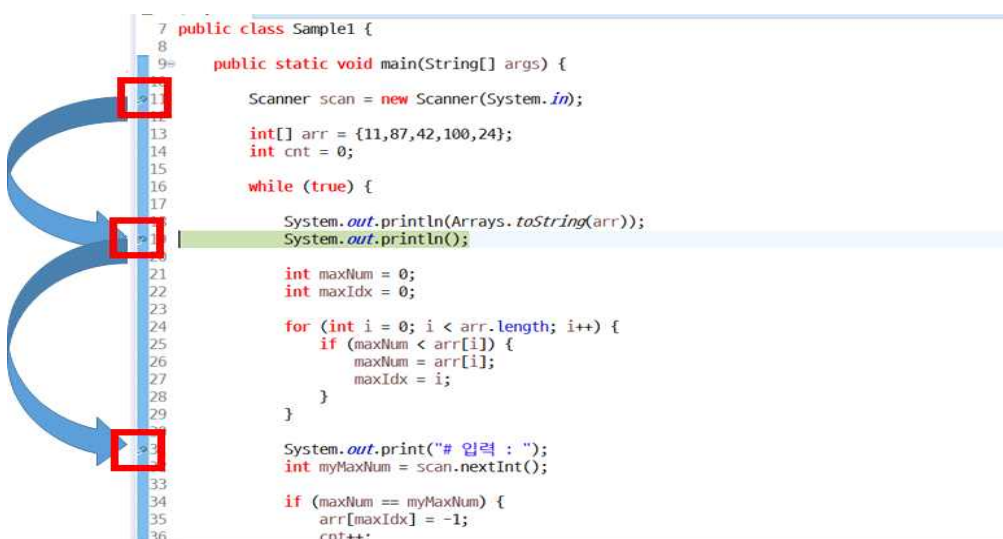 7 public class Sample1 {
8
9 public static void main(String[] args) {
11 Scanner scan = new Scanner(System.in);
13 int[] arr = {11,87,42,100,24};
14 int cnt = 0;
15
16 while (true) {
17
System.out.println(Arrays.toString(arr));
19 System.out.println();
21 int maxNum = 0;
22 int maxIdx = 0;
23
24 for (int i = 0; i < arr.length; i++) {
25 if (maxNum < arr[i]) {
26 maxNum = arr[i];
27 maxIdx = i;
28 }
29 }
System.out.print("# 입력 : ");
int myMaxNum = scan.nextInt();
33
34 if (maxNum == myMaxNum) {
35 arr[maxIdx] = -1;
36 cnt++;